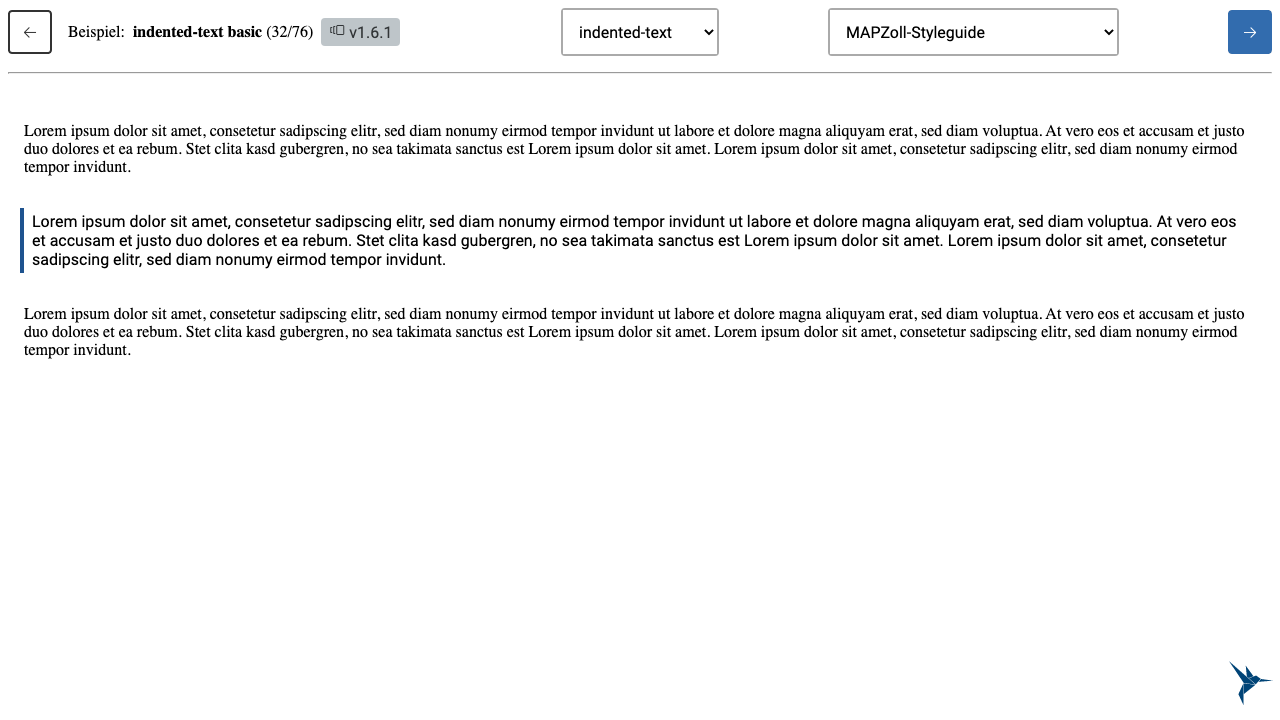 Beispiel: indented-text basic (32/76) v1.6.1 indented-text MAPZoll-Styleguide
Lorem ipsum dolor sit amet, consetetur sadipscing elitr, sed diam nonumy eirmod tempor invidunt ut labore et dolore magna aliquyam erat, sed diam voluptua. At vero eos et accusam et justo
duo dolores et ea rebum. Stet clita kasd gubergren, no sea takimata sanctus est Lorem ipsum dolor sit amet. Lorem ipsum dolor sit amet, consetetur sadipscing elitr, sed diam nonumy eirmod
tempor invidunt.
Lorem ipsum dolor sit amet, consetetur sadipscing elitr, sed diam nonumy eirmod tempor invidunt ut labore et dolore magna aliquyam erat, sed diam voluptua. At vero eos
et accusam et justo duo dolores et ea rebum. Stet clita kasd gubergren, no sea takimata sanctus est Lorem ipsum dolor sit amet. Lorem ipsum dolor sit amet, consetetur
sadipscing elitr, sed diam nonumy eirmod tempor invidunt.
Lorem ipsum dolor sit amet, consetetur sadipscing elitr, sed diam nonumy eirmod tempor invidunt ut labore et dolore magna aliquyam erat, sed diam voluptua. At vero eos et accusam et justo
duo dolores et ea rebum. Stet clita kasd gubergren, no sea takimata sanctus est Lorem ipsum dolor sit amet. Lorem ipsum dolor sit amet, consetetur sadipscing elitr, sed diam nonumy eirmod
tempor invidunt.